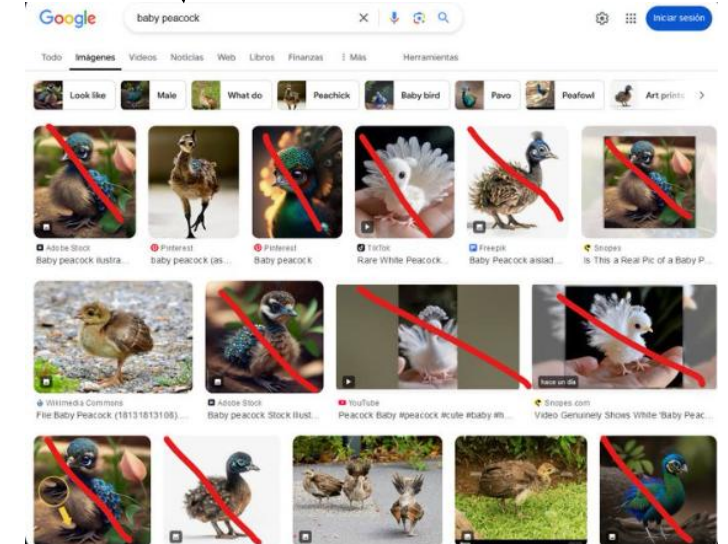 Google
baby peacock
Iniciar sesión
Todo Imágenes Videos Noticias Web Libros Finanzas Más Herramientas
Look like Male What do Peachick Baby bird Pavo Peafowl Art prints
Adobe Stock Pinterest Pinterest TikTok Freepik Snopes
Baby peacock ilustra... baby peacock (as... Baby peacock Rare White Peacock... Baby Peacock aislad... Is This a Real Pic of a Baby P...
hace un día
Wikimedia Commons Adobe Stock YouTube Snopes.com
File:Baby Peacock (18131813108).... Baby peacock Stock Illust... Peacock Baby #peacock #cute #baby #h... Video Genuinely Shows White 'Baby Peac...